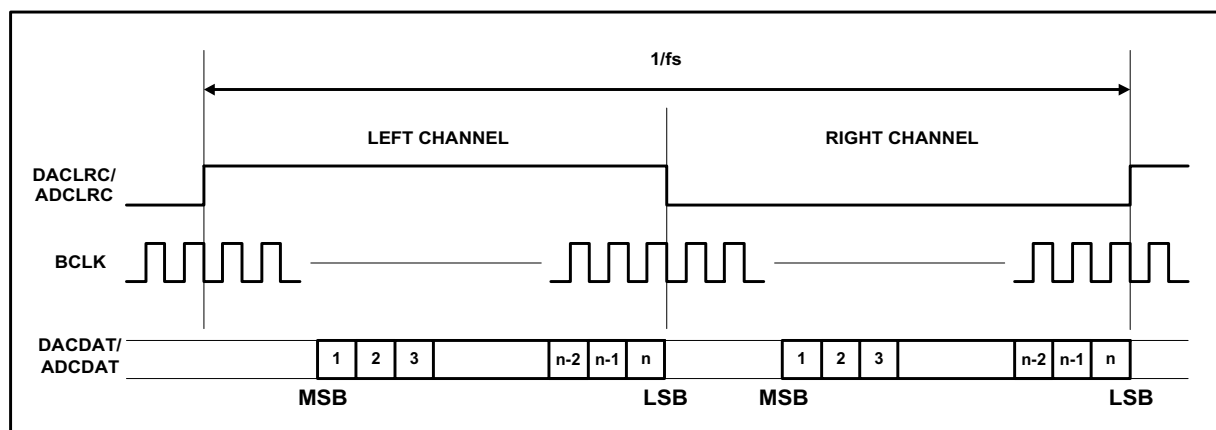 1/fs
LEFT CHANNEL
RIGHT CHANNEL
DACLRC/
ADCLRC
BCLK
DACDAT/
ADCDAT
1 2 3 n-2 n-1 n 1 2 3 n-2 n-1 n
MSB LSB MSB LSB